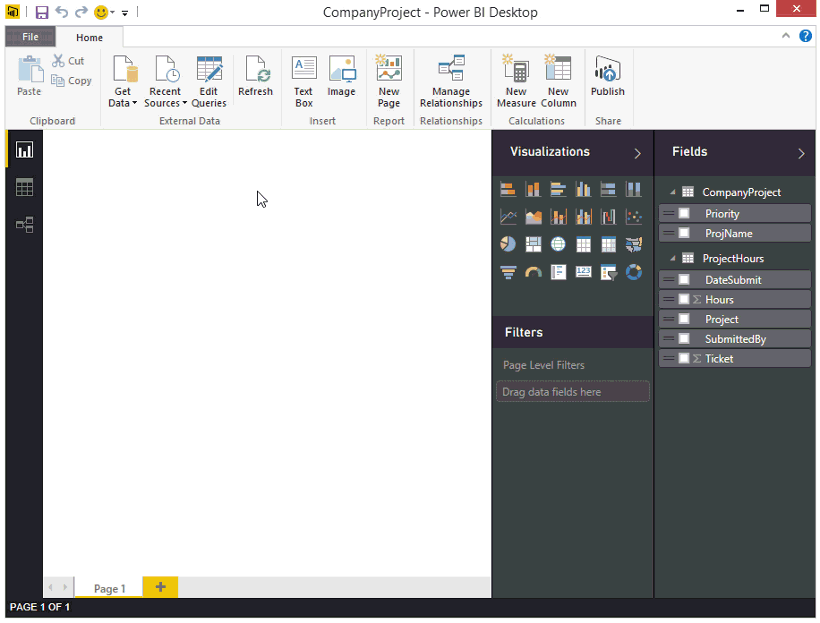 CompanyProject - Power BI Desktop
File
Home
Paste
Cut
Copy
Clipboard
Get
Data
Recent
Sources
Edit
Queries
Refresh
External Data
Text
Box
Image
Insert
New
Page
Report
Manage
Relationships
Relationships
New
Measure
New
Column
Calculations
Publish
Share
Visualizations
123
Filters
Page Level Filters
Drag data fields here
Fields
CompanyProject
Priority
ProjName
ProjectHours
DateSubmit
Σ Hours
Project
SubmittedBy
Σ Ticket
Page 1
PAGE 1 OF 1